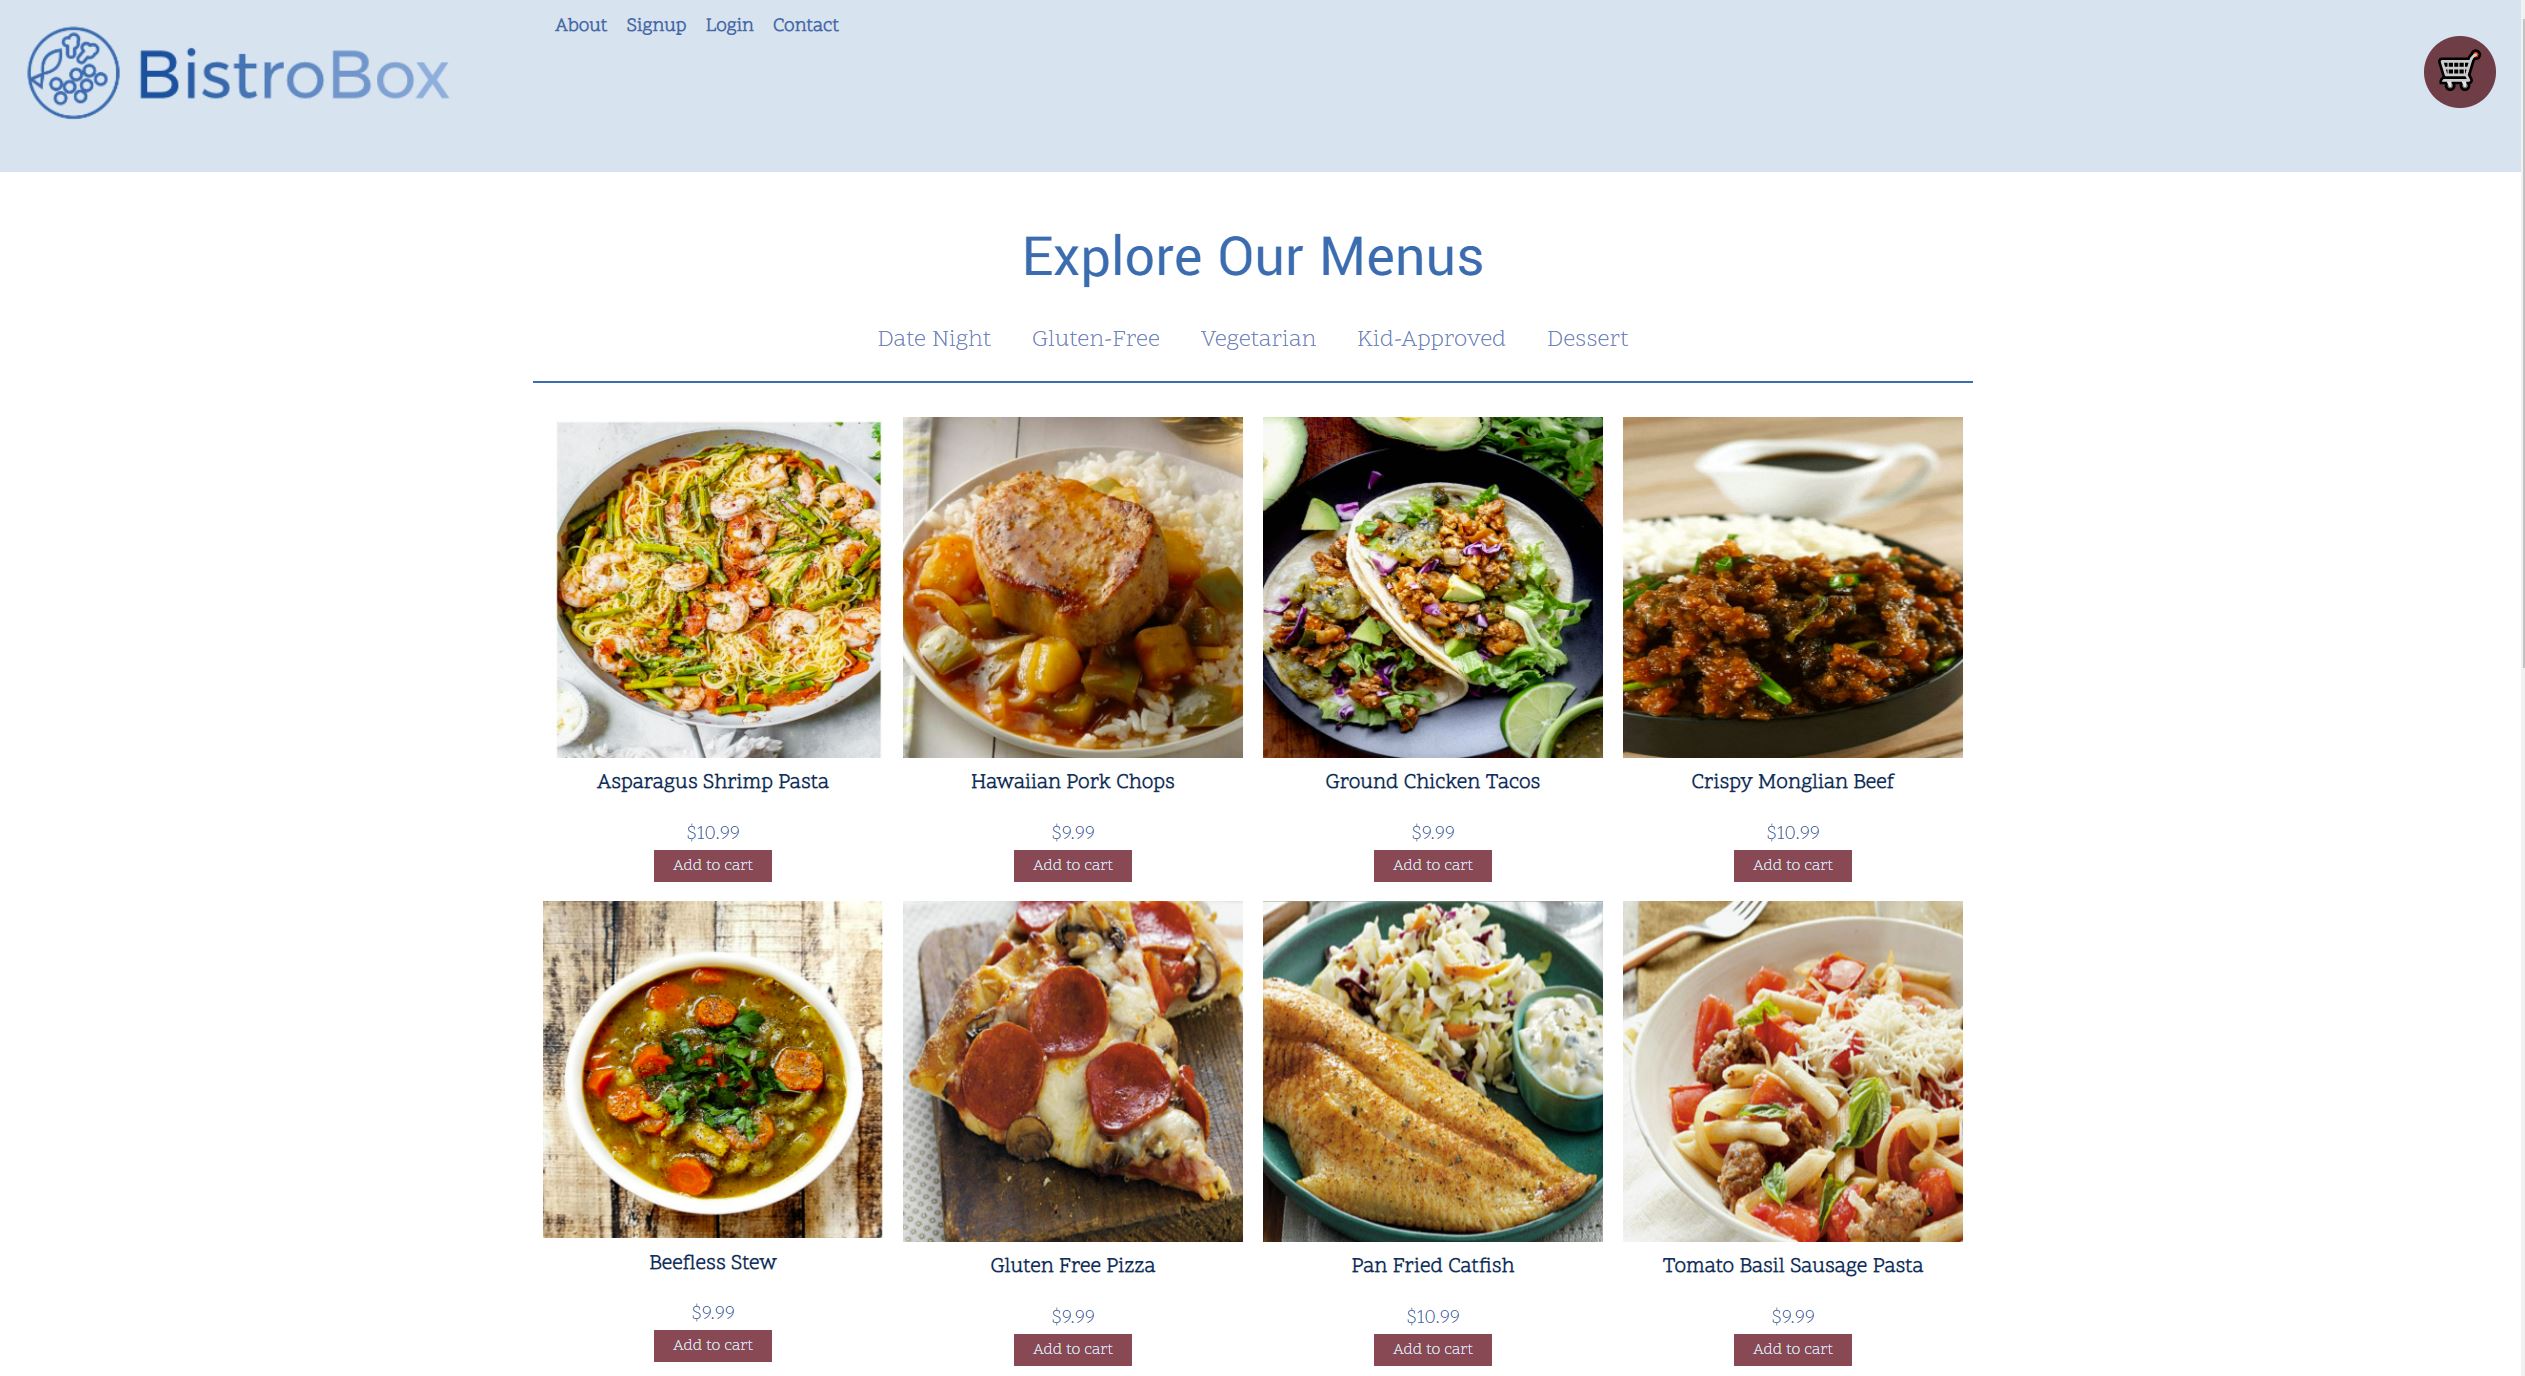 About Signup Login Contact
BistroBox
Explore Our Menus
Date Night Gluten-Free Vegetarian Kid-Approved Dessert
Asparagus Shrimp Pasta
$10.99
Add to cart
Hawaiian Pork Chops
$9.99
Add to cart
Ground Chicken Tacos
$9.99
Add to cart
Crispy Monglian Beef
$10.99
Add to cart
Beefless Stew
$9.99
Add to cart
Gluten Free Pizza
$9.99
Add to cart
Pan Fried Catfish
$10.99
Add to cart
Tomato Basil Sausage Pasta
$9.99
Add to cart